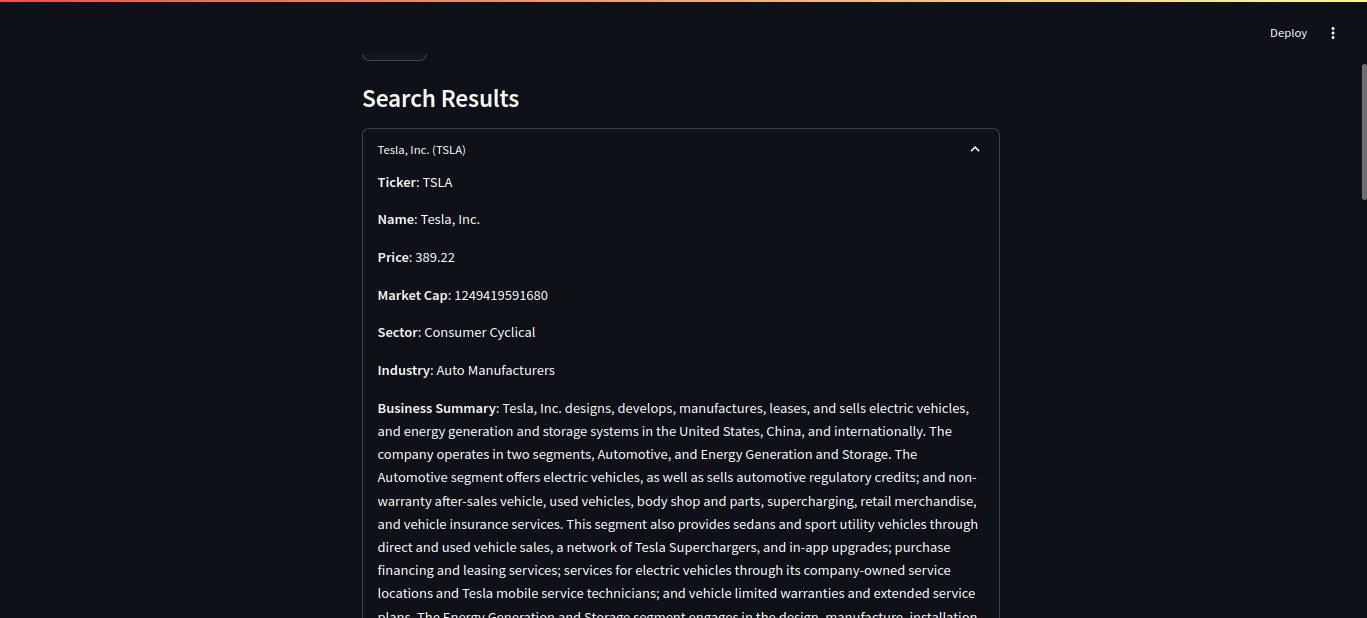 Deploy
Search Results
Tesla, Inc. (TSLA)
Ticker: TSLA
Name: Tesla, Inc.
Price: 389.22
Market Cap: 1249419591680
Sector: Consumer Cyclical
Industry: Auto Manufacturers
Business Summary: Tesla, Inc. designs, develops, manufactures, leases, and sells electric vehicles,
and energy generation and storage systems in the United States, China, and internationally. The
company operates in two segments, Automotive, and Energy Generation and Storage. The
Automotive segment offers electric vehicles, as well as sells automotive regulatory credits; and non-
warranty after-sales vehicle, used vehicles, body shop and parts, supercharging, retail merchandise,
and vehicle insurance services. This segment also provides sedans and sport utility vehicles through
direct and used vehicle sales, a network of Tesla Superchargers, and in-app upgrades; purchase
financing and leasing services; services for electric vehicles through its company-owned service
locations and Tesla mobile service technicians; and vehicle limited warranties and extended service
plans. The Energy Generation and Storage segment engages in the design, manufacture, installation,